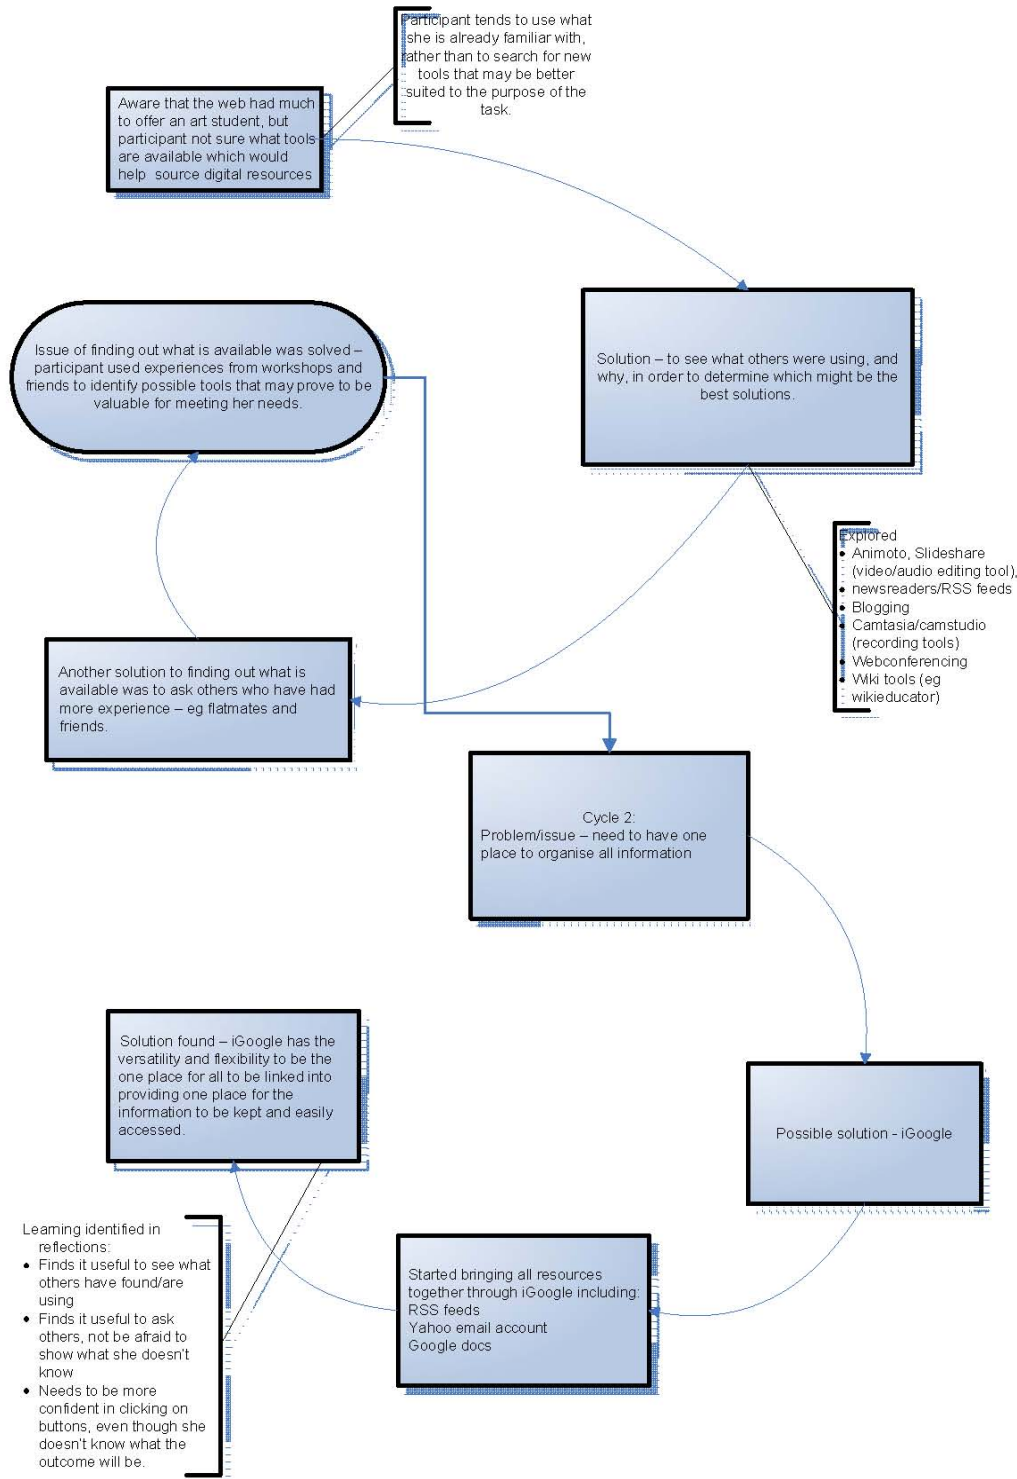 Participant tends to use what
she is already familiar with,
rather than to search for new
tools that may be better
suited to the purpose of the
task.
Aware that the web had much
to offer an art student, but
participant not sure what tools
are available which would
help source digital resources
Issue of finding out what is available was solved –
participant used experiences from workshops and
friends to identify possible tools that may prove to be
valuable for meeting her needs.
Solution – to see what others were using, and
why, in order to determine which might be the
best solutions.
Explored
• Animoto, Slideshare
(video/audio editing tool),
• newsreaders/RSS feeds
• Blogging
• Camtasia/camstudio
(recording tools)
• Webconferencing
• Wiki tools (eg
wikieducator)
Another solution to finding out what is
available was to ask others who have had
more experience – eg flatmates and
friends.
Cycle 2:
Problem/issue – need to have one
place to organise all information
Solution found – iGoogle has the
versatility and flexibility to be the
one place for all to be linked into
providing one place for the
information to be kept and easily
accessed.
Possible solution - iGoogle
Started bringing all resources
together through iGoogle including:
RSS feeds
Yahoo email account
Google docs
Learning identified in
reflections:
• Finds it useful to see what
others have found/are
using
• Finds it useful to ask
others, not be afraid to
show what she doesn't
know
• Needs to be more
confident in clicking on
buttons, even though she
doesn't know what the
outcome will be.